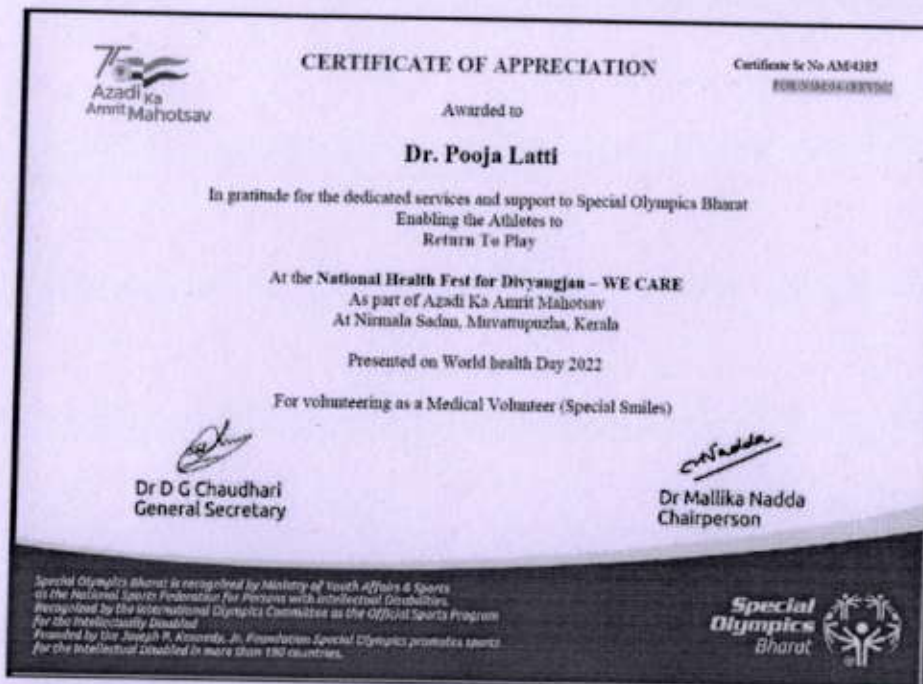 75
Azadi Ka
Amrit Mahotsav
CERTIFICATE OF APPRECIATION
Certificate Sr No AM/4385
Awarded to
Dr. Pooja Latti
In gratitude for the dedicated services and support to Special Olympics Bharat
Enabling the Athletes to
Return To Play
At the National Health Fest for Divyangjan – WE CARE
As part of Azadi Ka Amrit Mahotsav
At Nirmala Sadan, Muvattupuzha, Kerala
Presented on World health Day 2022
For volunteering as a Medical Volunteer (Special Smiles)
Nadda
Dr D G Chaudhari
General Secretary
Dr Mallika Nadda
Chairperson
Special Olympics Bharat is recognized by Ministry of Youth Affairs & Sports
as the National Sports Federation for Persons with Intellectual Disabilities.
Recognized by the International Olympics Committee as the Official Sports Program
for the Intellectually Disabled
Founded by the Joseph P. Kennedy, Jr. Foundation Special Olympics promotes sports
for the Intellectual Disabled in more than 190 countries.
Special
Olympics
Bharat